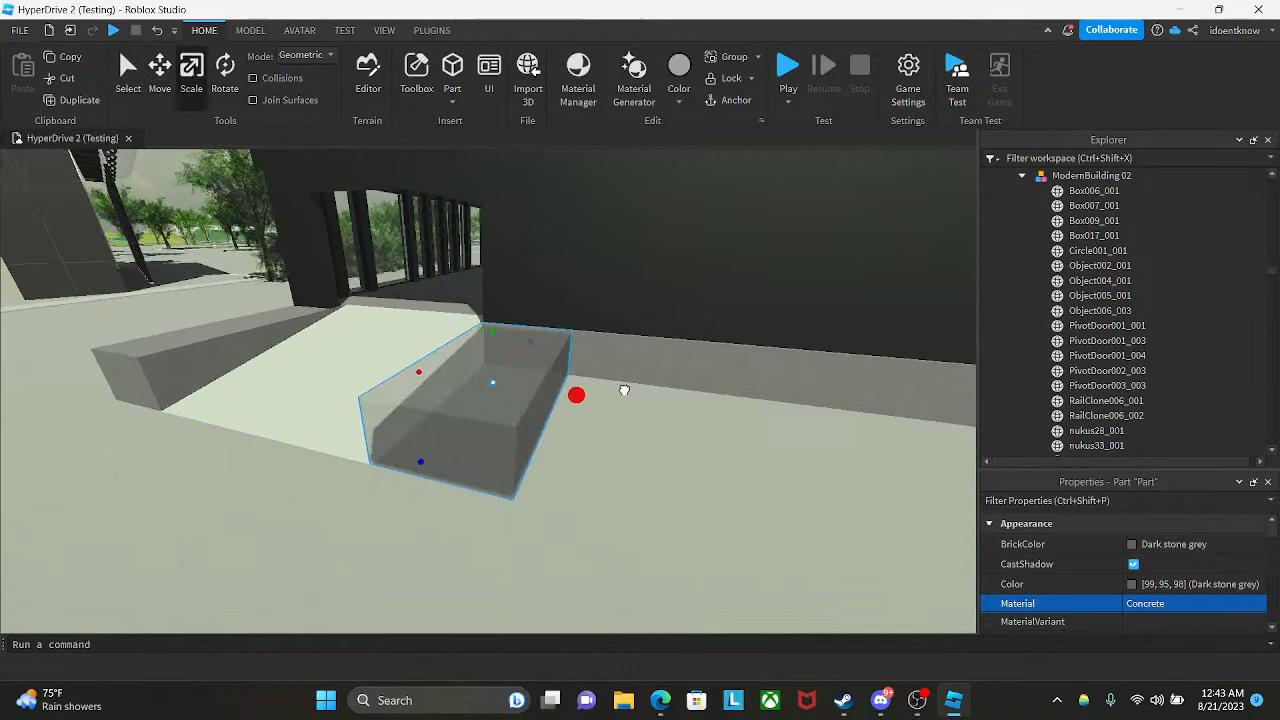 HyperDrive 2 (Testing) - Roblox Studio
FILE HOME MODEL AVATAR TEST VIEW PLUGINS Collaborate idoentknow
Paste Copy Cut Duplicate
Select Move Scale Rotate Mode: Geometric Collisions Join Surfaces
Editor Toolbox Part UI Import 3D
Material Manager Material Generator Color Group Lock Anchor
Play Resume Stop Game Settings Team Test Exit Game
Clipboard Tools Terrain Insert File Edit Test Settings Team Test
HyperDrive 2 (Testing)
Explorer
Filter workspace (Ctrl+Shift+X)
ModernBuilding 02
Box006_001
Box007_001
Box009_001
Box017_001
Circle001_001
Object002_001
Object004_001
Object005_001
Object006_003
PivotDoor001_001
PivotDoor001_003
PivotDoor001_004
PivotDoor003_002
PivotDoor003_003
RailClone006_001
RailClone006_002
nukus28_001
nukus33_001
Properties - Part "Part"
Filter Properties (Ctrl+Shift+P)
Appearance
BrickColor Dark stone grey
CastShadow
Color [99, 95, 98] (Dark stone grey)
Material Concrete
MaterialVariant
Run a command
75°F
Rain showers
Search
L
9+
12:43 AM
8/21/2023
9